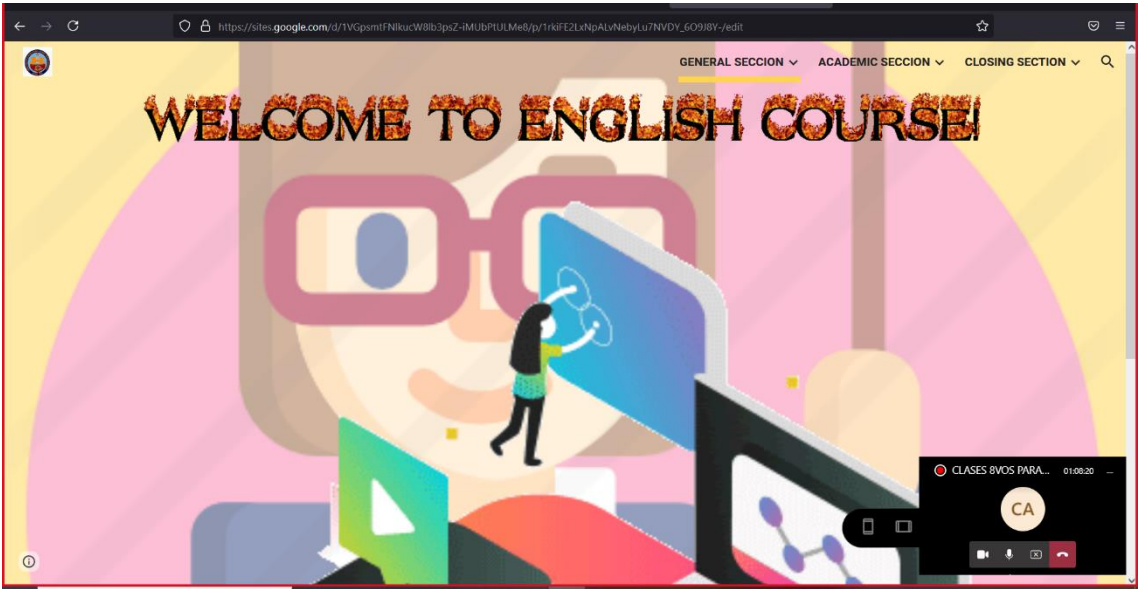 https://sites.google.com/d/1VGpsmtFNlkucW8lb3psZ-iMUbPtULMe8/p/1rkiFE2LxNpALvNebyLu7NVDY_6O9J8Y-/edit
GENERAL SECCION ACADEMIC SECCION CLOSING SECTION
WELCOME TO ENGLISH COURSE!
CLASES 8VOS PARA... 01:08:20
CA